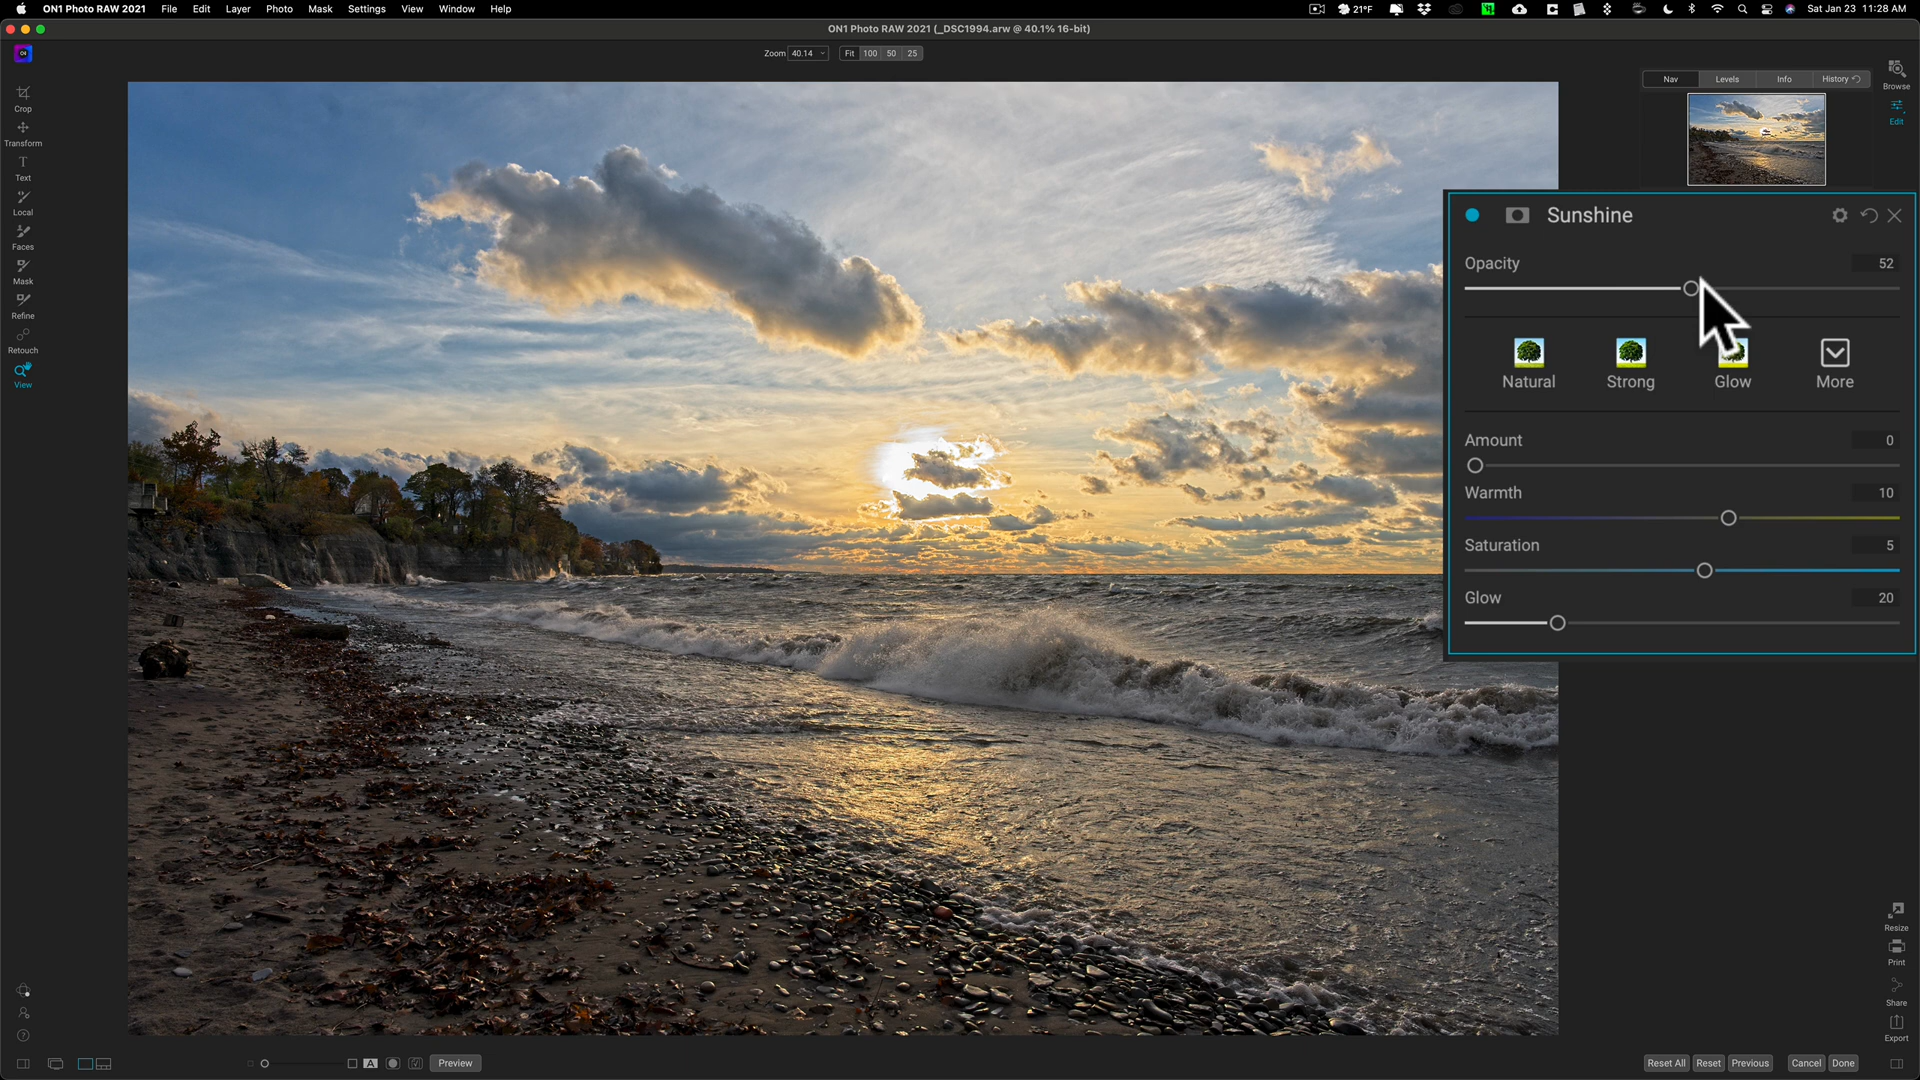 ON1 Photo RAW 2021 File Edit Layer Photo Mask Settings View Window Help 21°F Sat Jan 23 11:28 AM
ON1 Photo RAW 2021 (_DSC1994.arw @ 40.1% 16-bit)
Zoom 40.14 Fit 100 50 25
Crop
Transform
Text
Local
Faces
Mask
Refine
Retouch
View
Nav Levels Info History
Browse
Edit
Sunshine
Opacity 52
Natural Strong Glow More
Amount 0
Warmth 10
Saturation 5
Glow 20
Resize
Print
Share
Export
A Preview Reset All Reset Previous Cancel Done